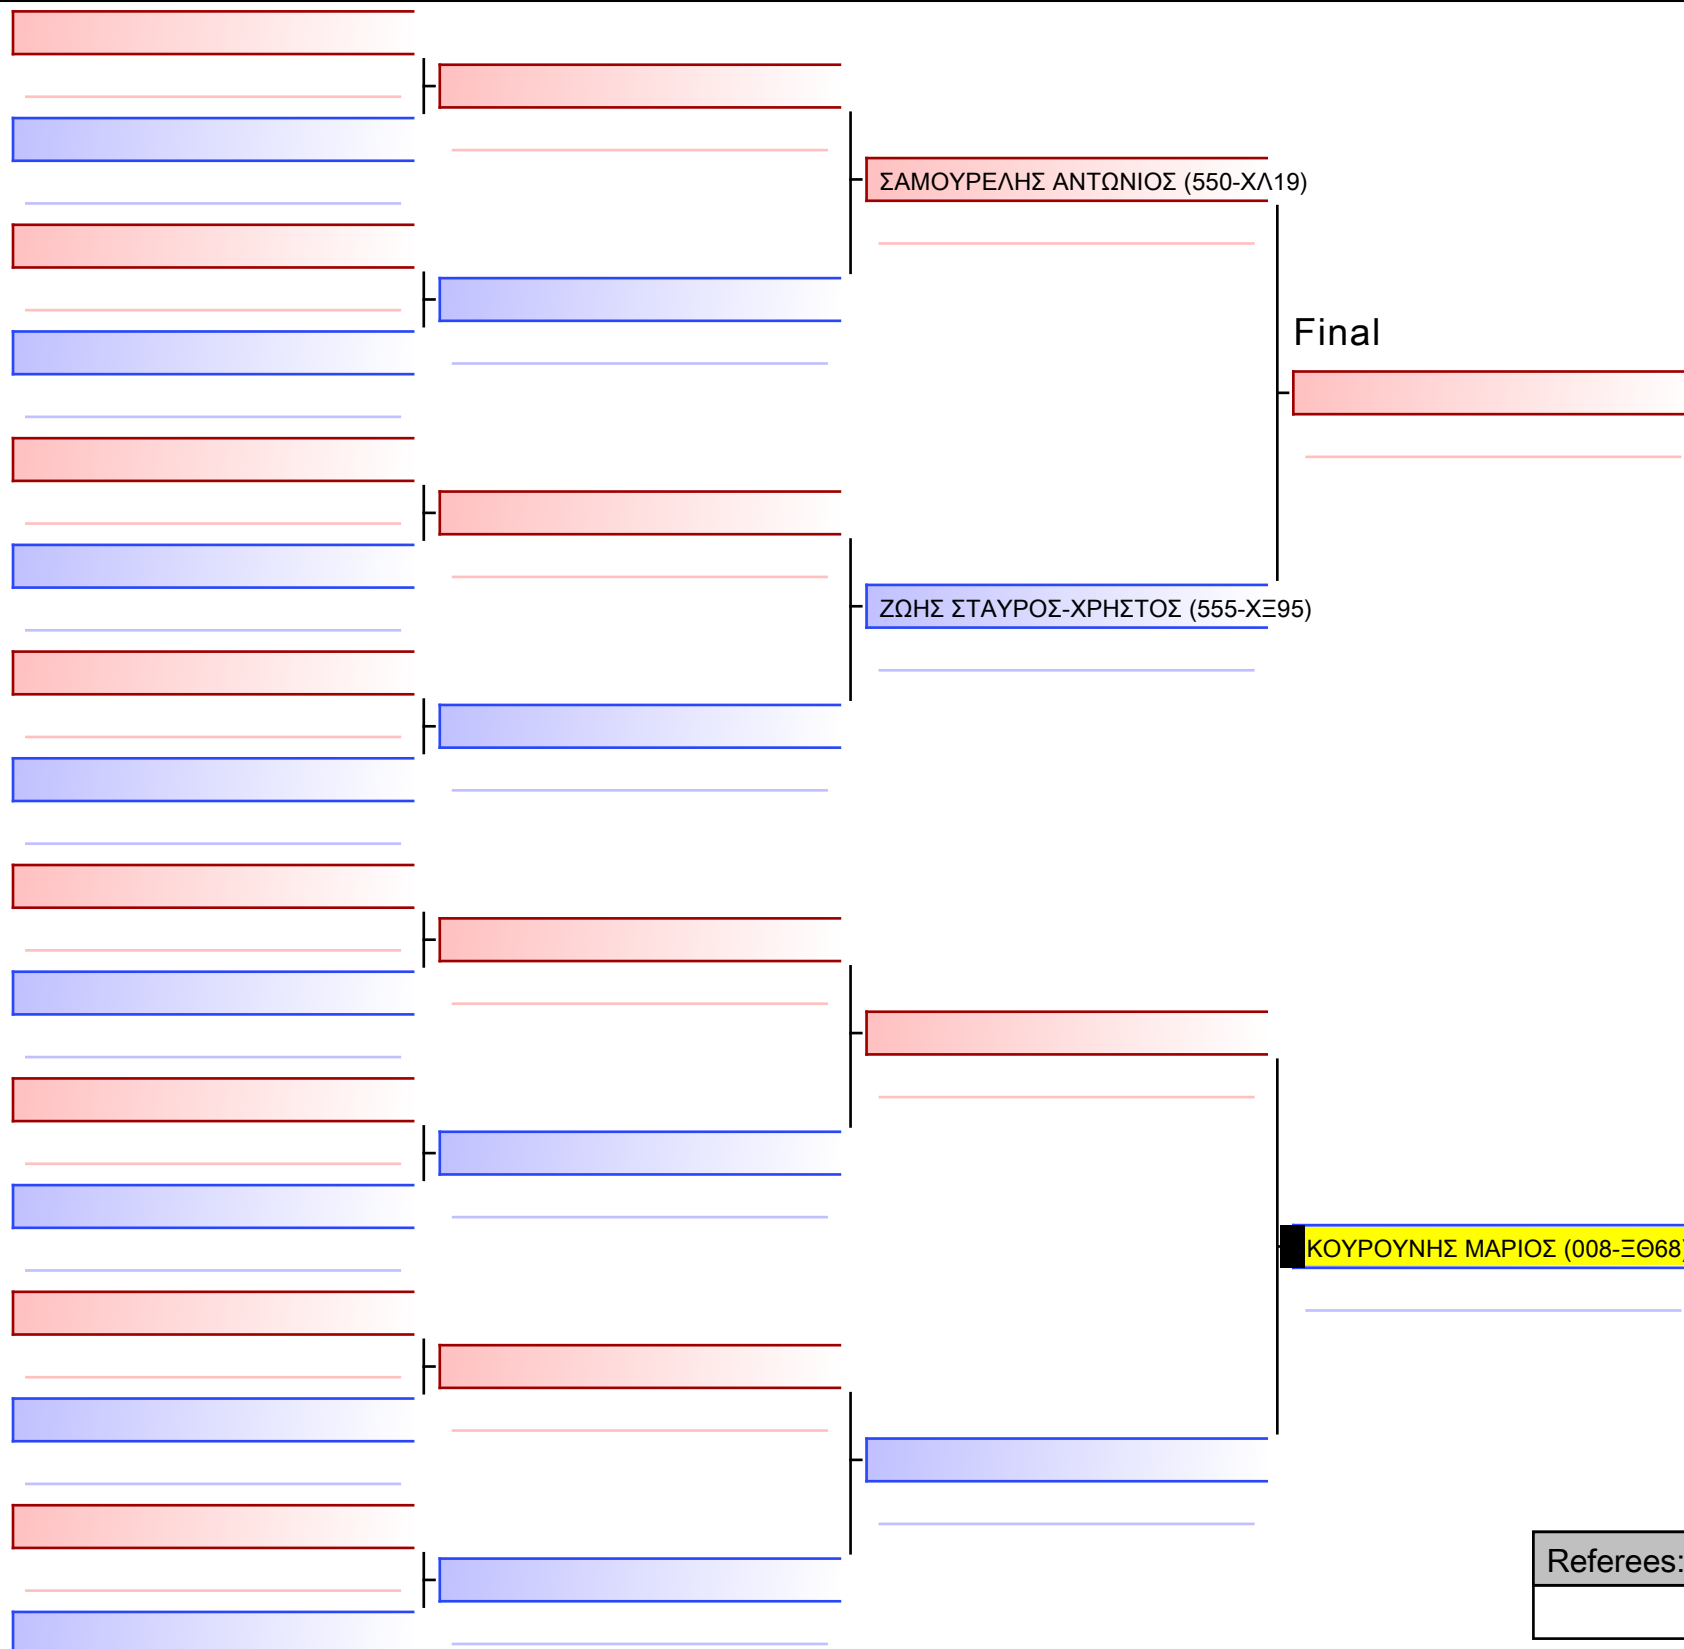 ΣΑΜΟΥΡΕΛΗΣ ΑΝΤΩΝΙΟΣ (550-ΧΛ19)
Final
ΖΩΗΣ ΣΤΑΥΡΟΣ-ΧΡΗΣΤΟΣ (555-ΧΞ95)
ΚΟΥΡΟΥΝΗΣ ΜΑΡΙΟΣ (008-ΞΘ68)
Referees: